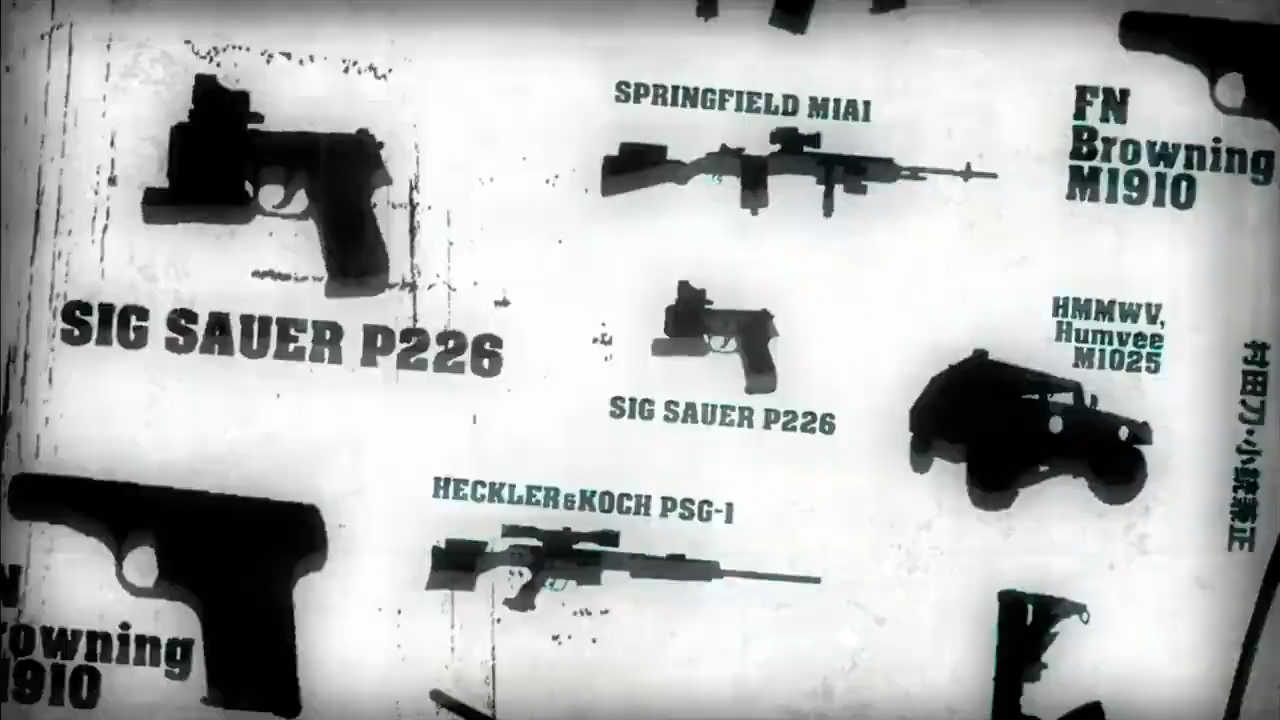 SPRINGFIELD M1A1
FN
Browning
M1910
SIG SAUER P226
HMMWV,
Humvee
M1025
SIG SAUER P226
HECKLER&KOCH PSG-1
村田刀・小銃兼正
owning
1910